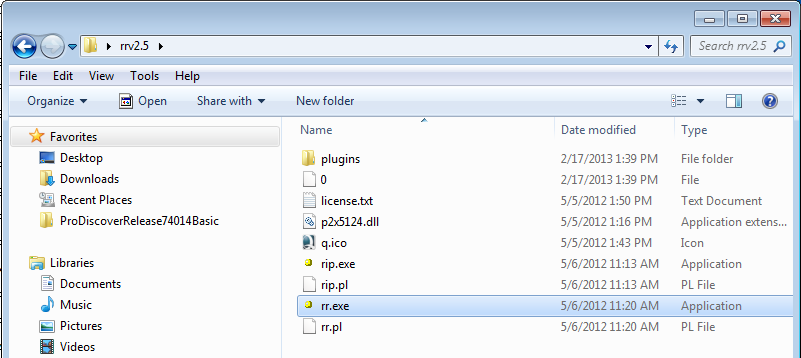 rrv2.5
Search rrv2.5
File Edit View Tools Help
Organize Open Share with New folder
Favorites
Desktop
Downloads
Recent Places
ProDiscoverRelease74014Basic
Libraries
Documents
Music
Pictures
Videos
Name Date modified Type
plugins 2/17/2013 1:39 PM File folder
0 2/17/2013 1:39 PM File
license.txt 5/5/2012 1:50 PM Text Document
p2x5124.dll 5/5/2012 1:16 PM Application extens...
q.ico 5/5/2012 1:43 PM Icon
rip.exe 5/6/2012 11:13 AM Application
rip.pl 5/6/2012 11:13 AM PL File
rr.exe 5/6/2012 11:20 AM Application
rr.pl 5/6/2012 11:20 AM PL File